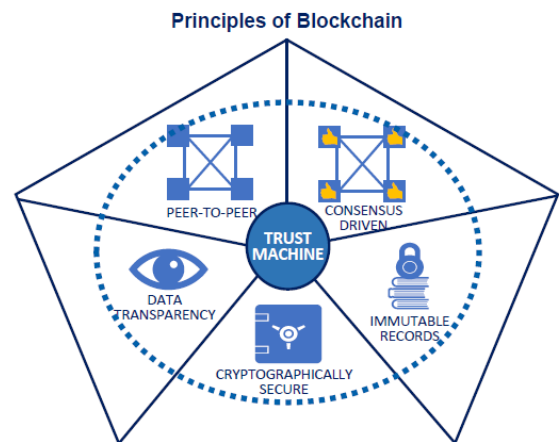 Principles of Blockchain
PEER-TO-PEER
CONSENSUS
DRIVEN
TRUST
MACHINE
DATA
TRANSPARENCY
IMMUTABLE
RECORDS
CRYPTOGRAPHICALLY
SECURE